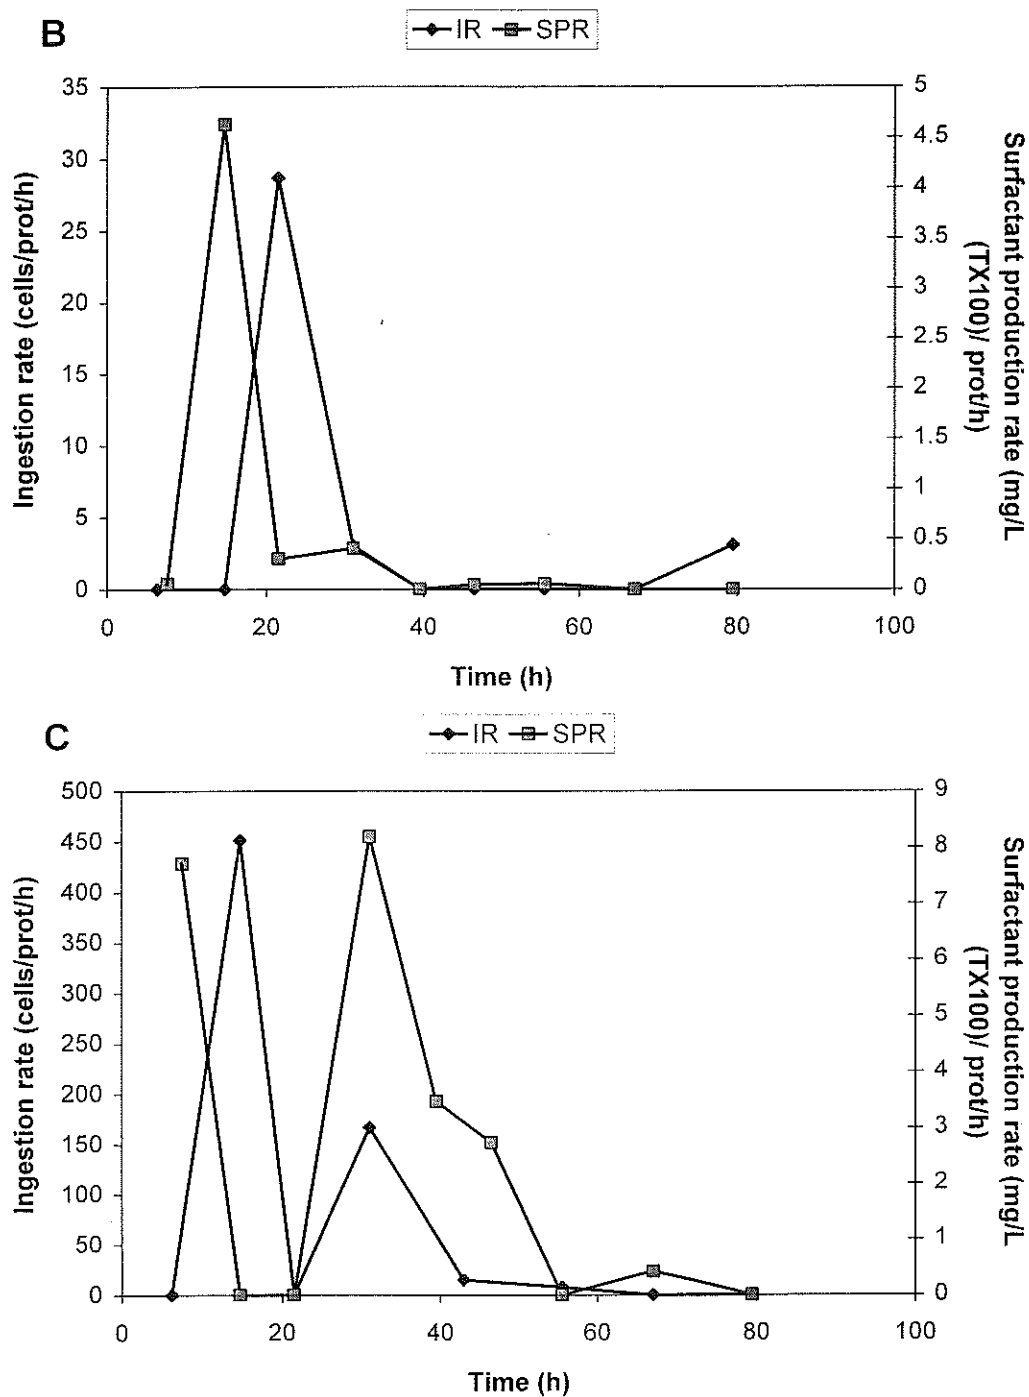 B
IR SPR
35
30
25
20
15
10
5
0
Ingestion rate (cells/prot/h)
5
4.5
4
4.5
3
2.5
2
1.5
1
0.5
0
Surfactant production rate (mg/L
(TX100)/ prot/h)
0 20 40 60 80 100
Time (h)
C
IR SPR
500
450
400
350
300
250
200
150
100
50
0
Ingestion rate (cells/prot/h)
9
8
7
6
5
4
3
2
1
0
Surfactant production rate (mg/L
(TX100)/ prot/h)
0 20 40 60 80 100
Time (h)